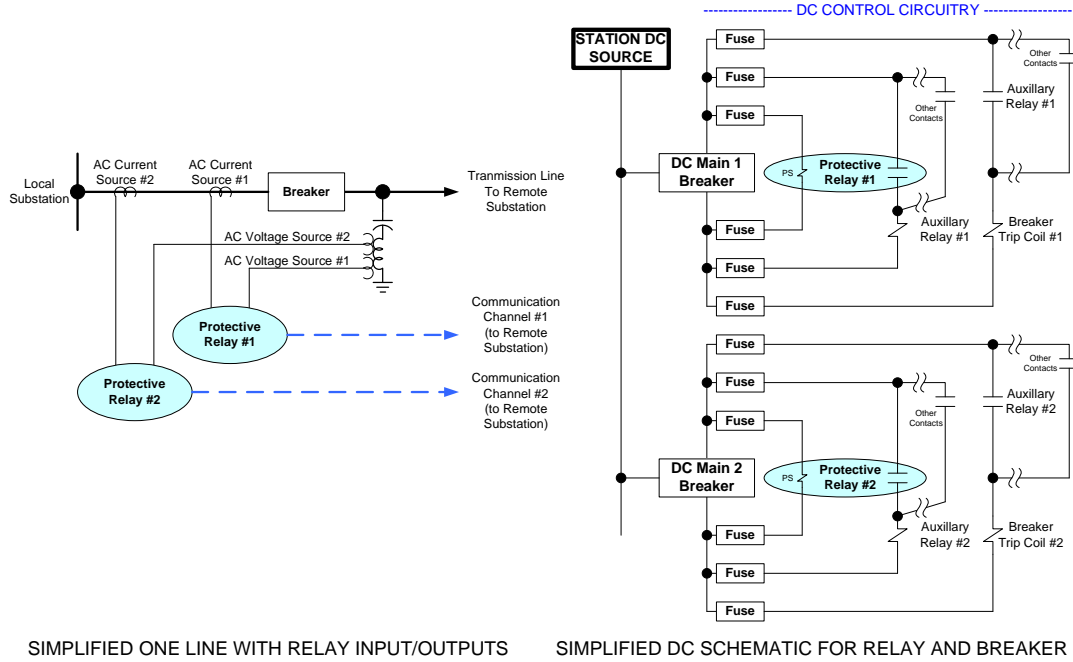 DC CONTROL CIRCUITRY
STATION DC
SOURCE
Fuse
Other
Contacts
Fuse
Auxillary
Relay #1
Other
Contacts
Fuse
DC Main 1
Breaker
PS
Protective
Relay #1
Fuse
Auxillary
Relay #1
Breaker
Trip Coil #1
Fuse
Fuse
Local
Substation
AC Current
Source #2
AC Current
Source #1
Breaker
Tranmission Line
To Remote
Substation
AC Voltage Source #2
AC Voltage Source #1
Protective
Relay #1
Communication
Channel #1
(to Remote
Substation)
Protective
Relay #2
Communication
Channel #2
(to Remote
Substation)
Fuse
Other
Contacts
Fuse
Auxillary
Relay #2
Other
Contacts
Fuse
DC Main 2
Breaker
PS
Protective
Relay #2
Fuse
Auxillary
Relay #2
Breaker
Trip Coil #2
Fuse
Fuse
SIMPLIFIED ONE LINE WITH RELAY INPUT/OUTPUTS
SIMPLIFIED DC SCHEMATIC FOR RELAY AND BREAKER